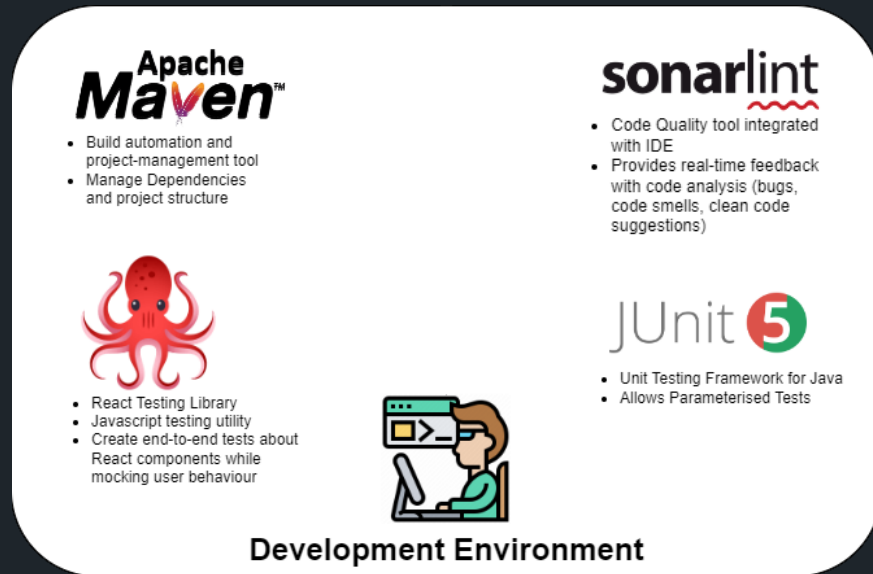 Apache
Maven™
• Build automation and
project-management tool
• Manage Dependencies
and project structure
sonarlint
• Code Quality tool integrated
with IDE
• Provides real-time feedback
with code analysis (bugs,
code smells, clean code
suggestions)
• React Testing Library
• Javascript testing utility
• Create end-to-end tests about
React components while
mocking user behaviour
JUnit 5
• Unit Testing Framework for Java
• Allows Parameterised Tests
Development Environment